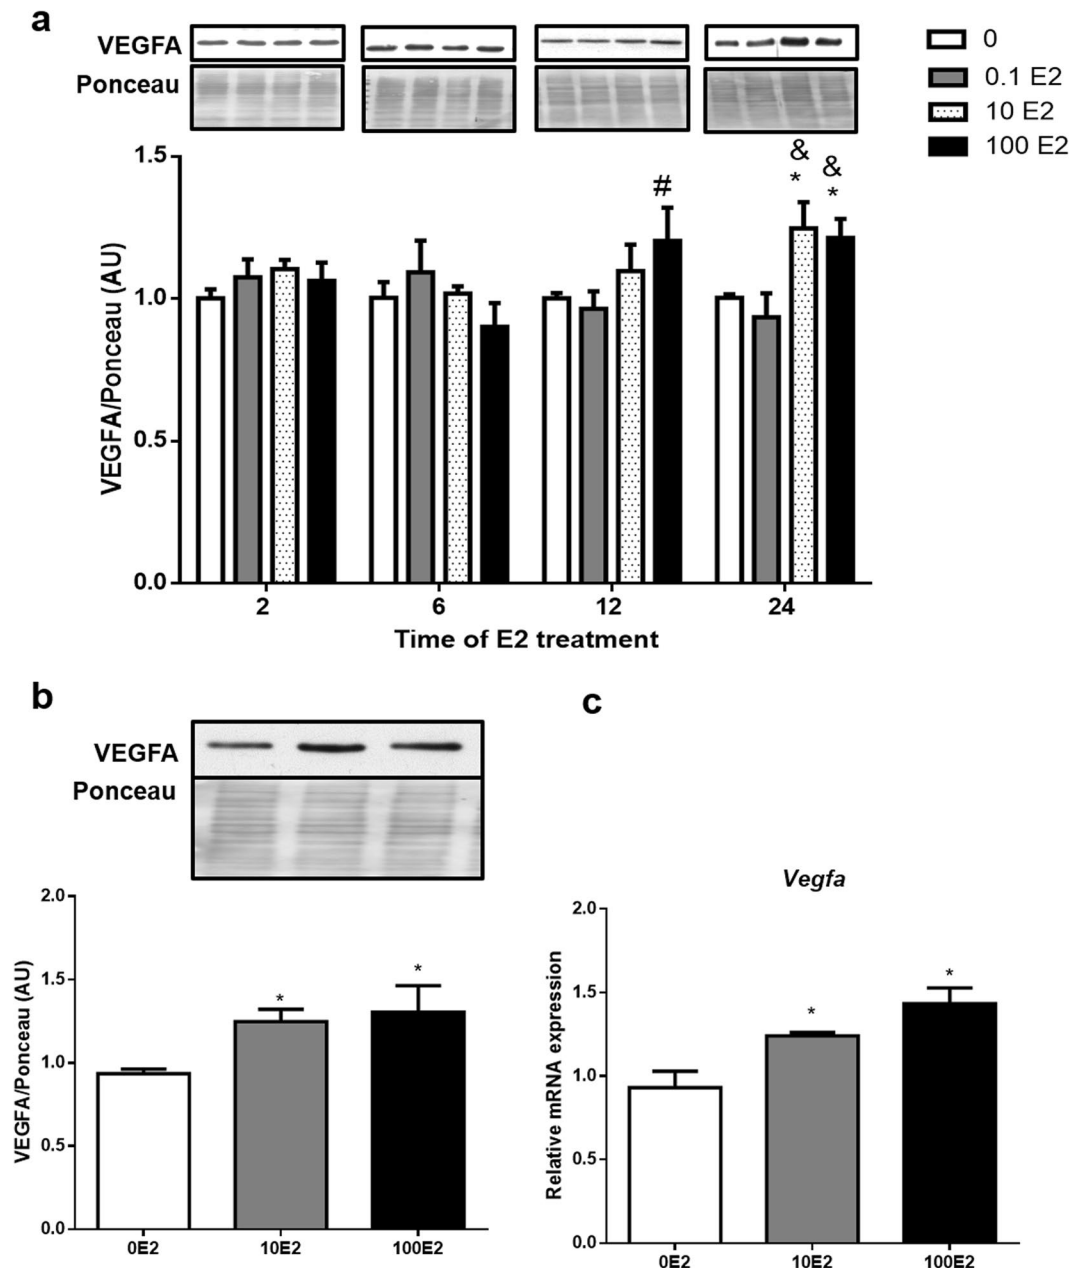 a
VEGFA
Ponceau
0
0.1 E2
10 E2
100 E2
1.5
1.0
0.5
0.0
VEGFA/Ponceau (AU)
#
& &
* *
2 6 12 24
Time of E2 treatment
b
VEGFA
Ponceau
2.0
1.5
1.0
0.5
0.0
VEGFA/Ponceau (AU)
* *
0E2 10E2 100E2
c
Vegfa
2.0
1.5
1.0
0.5
0.0
Relative mRNA expression
* *
0E2 10E2 100E2